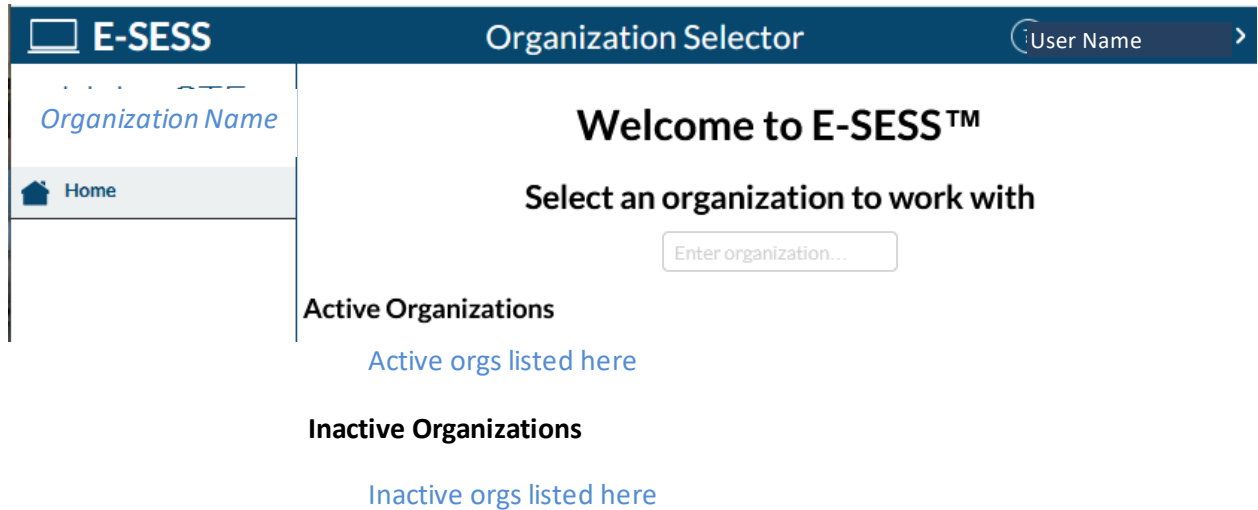 E-SESS
Organization Selector
User Name
Organization Name
Home
Welcome to E-SESS™
Select an organization to work with
Enter organization...
Active Organizations
Active orgs listed here
Inactive Organizations
Inactive orgs listed here